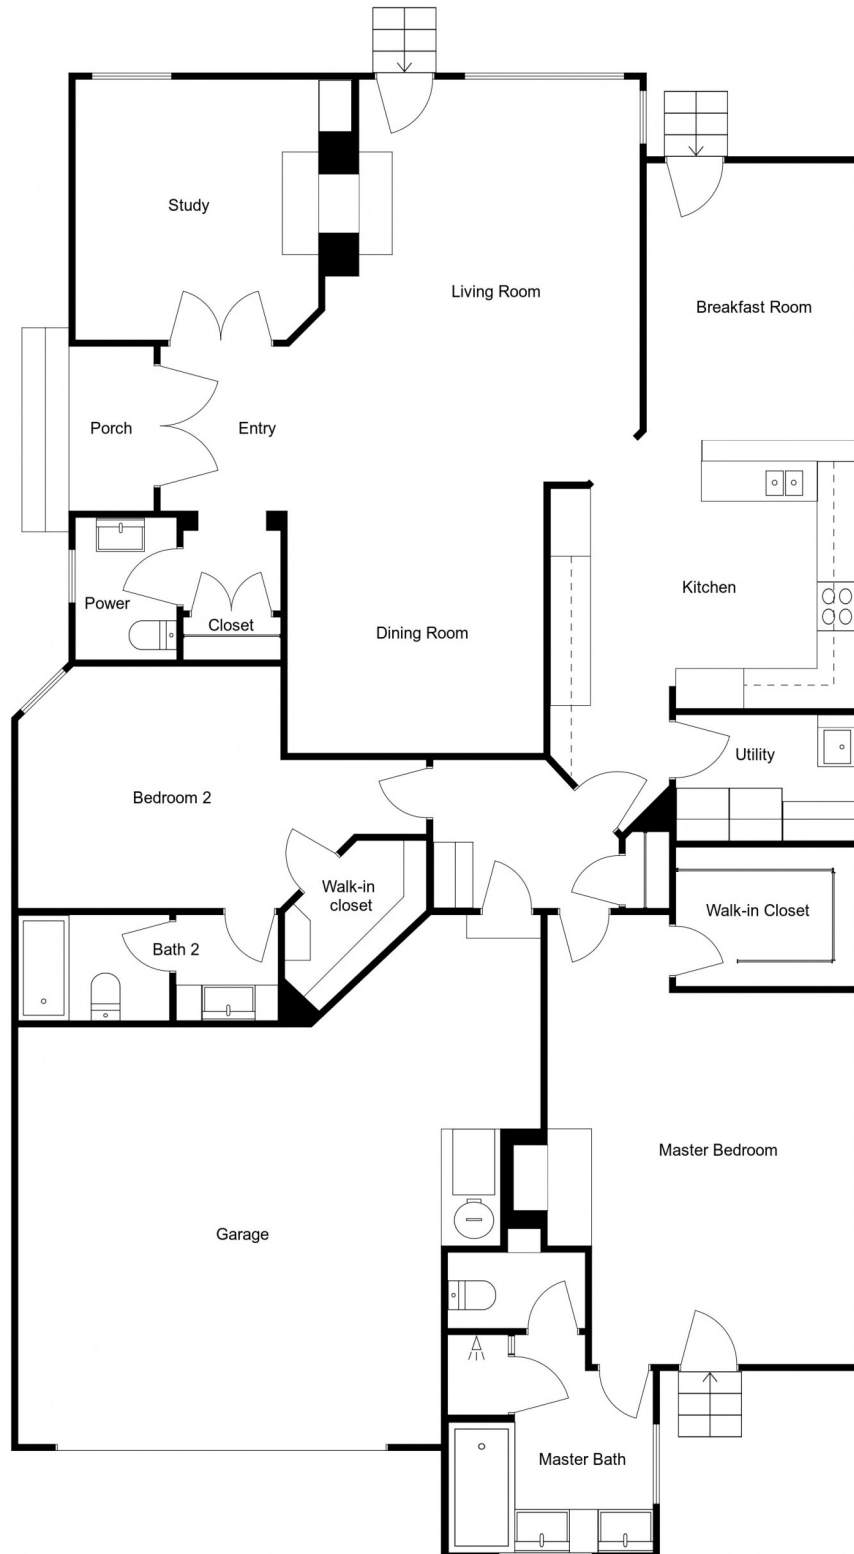 Study
Living Room
Breakfast Room
Porch
Entry
Kitchen
Power
Closet
Dining Room
Utility
Bedroom 2
Walk-in
closet
Walk-in Closet
Bath 2
Master Bedroom
Garage
Master Bath